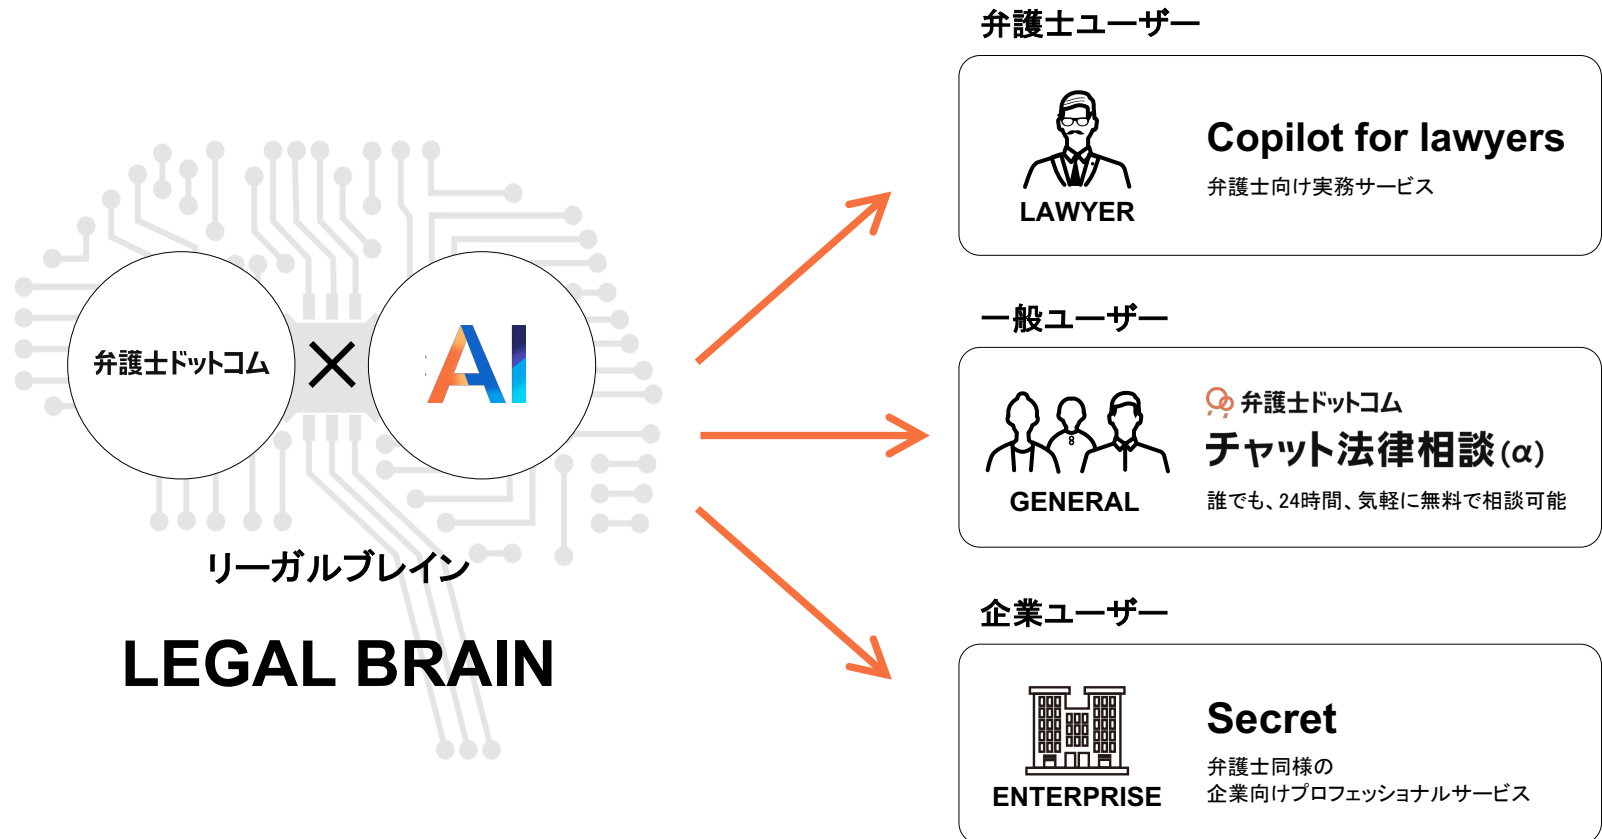 弁護士ドットコム
×
AI
リーガルブレイン
LEGAL BRAIN
弁護士ユーザー
LAWYER
Copilot for lawyers
弁護士向け実務サービス
一般ユーザー
GENERAL
弁護士ドットコム
チャット法律相談(α)
誰でも、24時間、気軽に無料で相談可能
企業ユーザー
ENTERPRISE
Secret
弁護士同様の
企業向けプロフェッショナルサービス